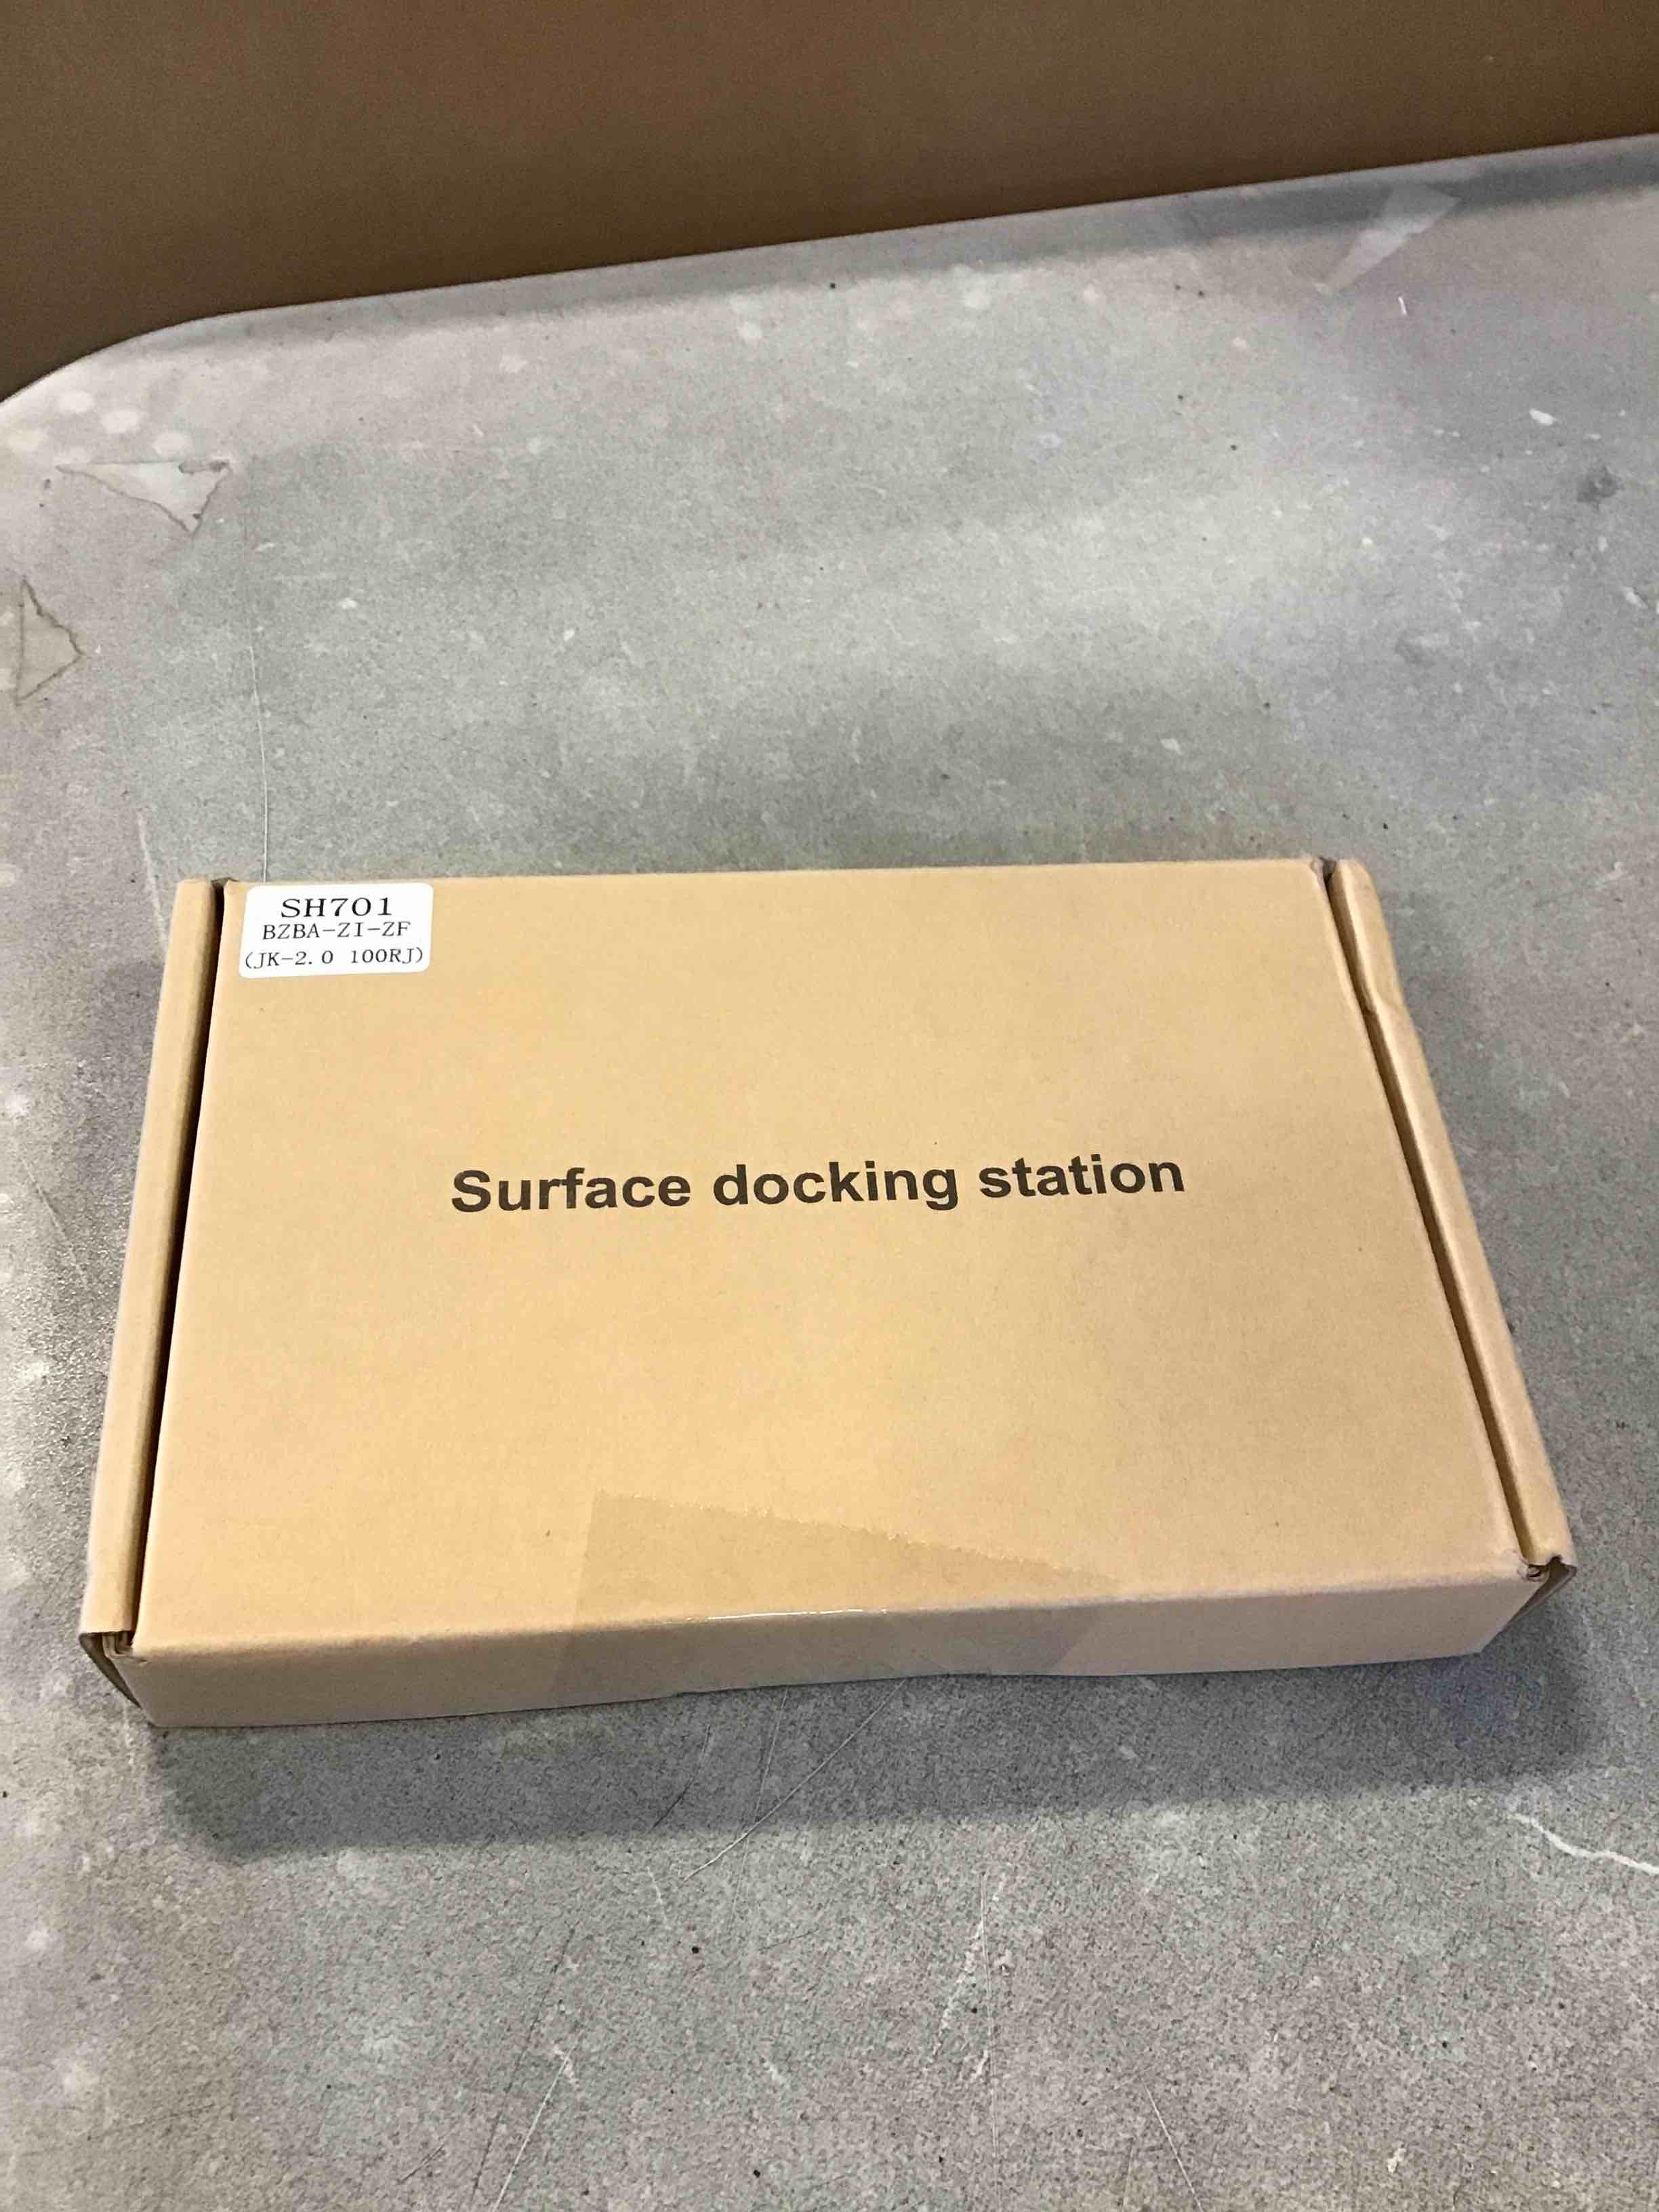 SH701
BZBA-ZI-ZF
(JK-2.0 100RJ)
Surface docking station